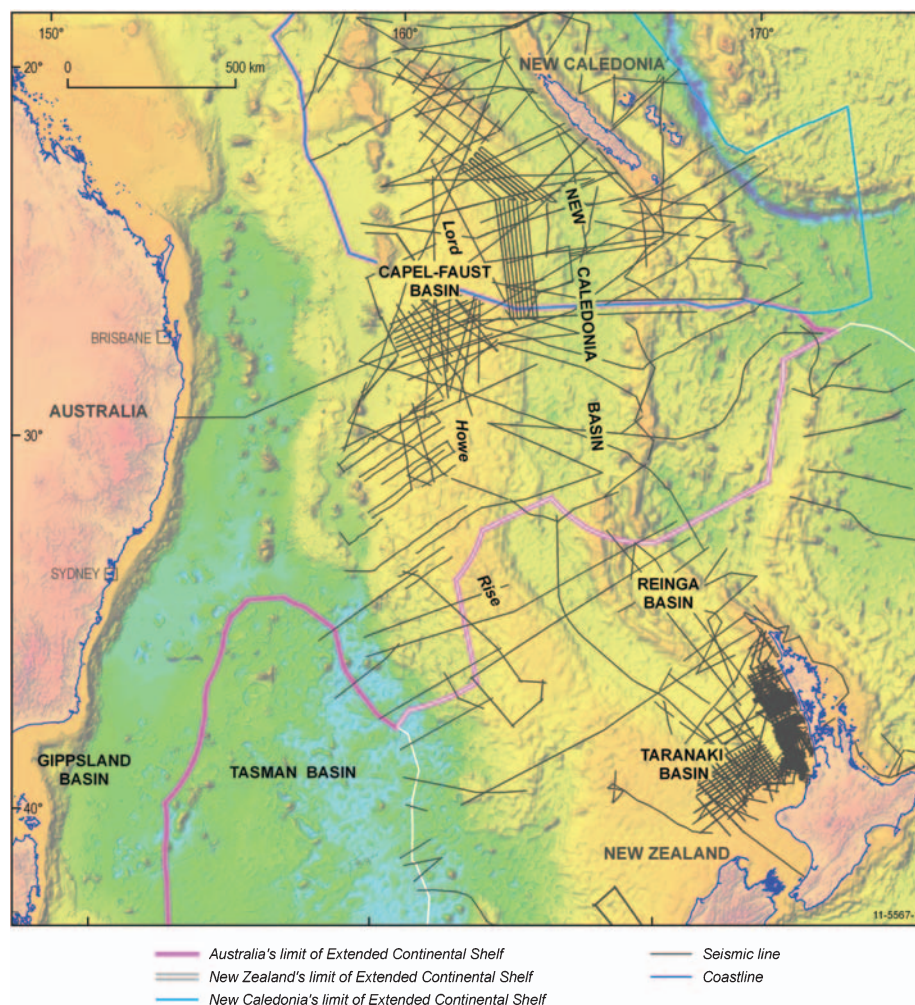 150°
160°
170°
20°
0
500 km
NEW CALEDONIA
NEW
Lord
CAPEL-FAUST
BASIN
CALEDONIA
BRISBANE
AUSTRALIA
BASIN
30°
Howe
SYDNEY
Rise
REINGA
BASIN
GIPPSLAND
BASIN
TASMAN BASIN
TARANAKI
BASIN
40°
NEW ZEALAND
11-5567-
Australia's limit of Extended Continental Shelf
Seismic line
New Zealand's limit of Extended Continental Shelf
Coastline
New Caledonia's limit of Extended Continental Shelf